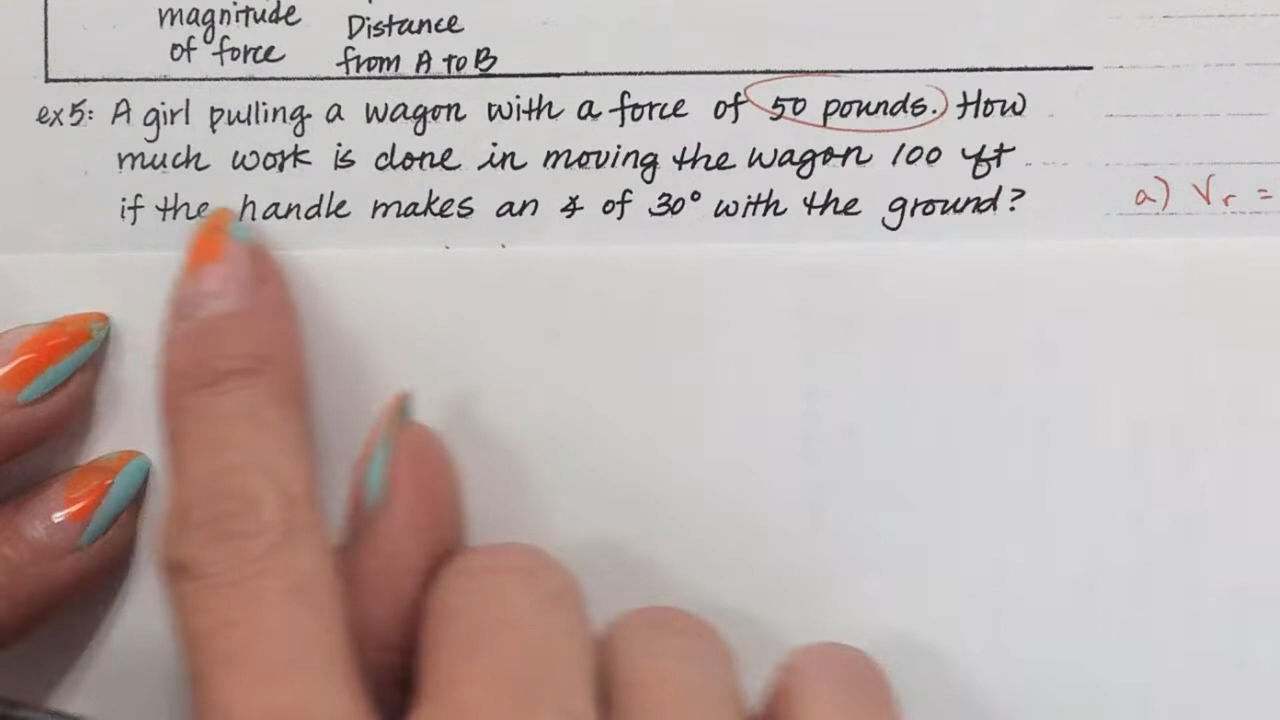 magnitude
of force
Distance
from A to B
ex5: A girl pulling a wagon with a force of 50 pounds. How
much work is done in moving the wagon 100 ft
if the handle makes an ∡ of 30° with the ground?
a) Vr =